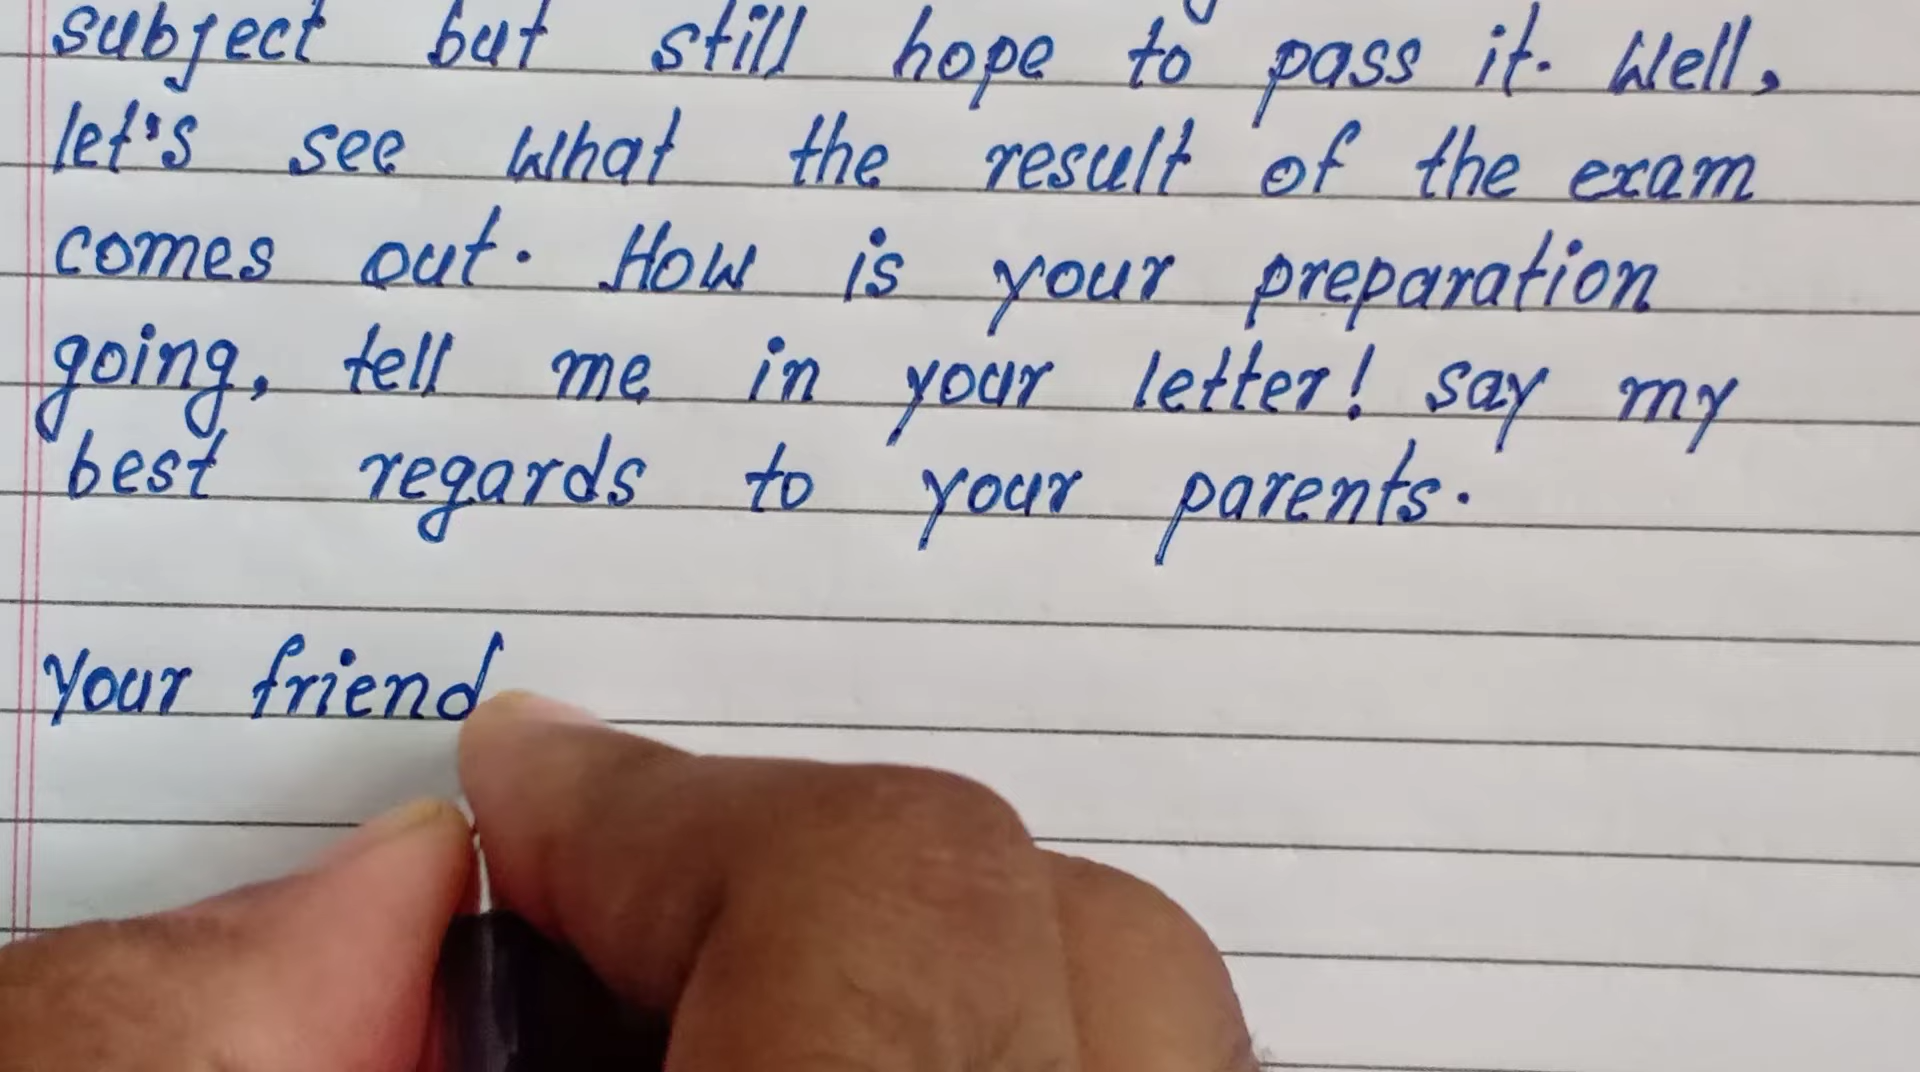 subject but still hope to pass it. Well,
let's see what the result of the exam
comes out. How is your preparation
going, tell me in your letter! say my
best regards to your parents.
Your friend